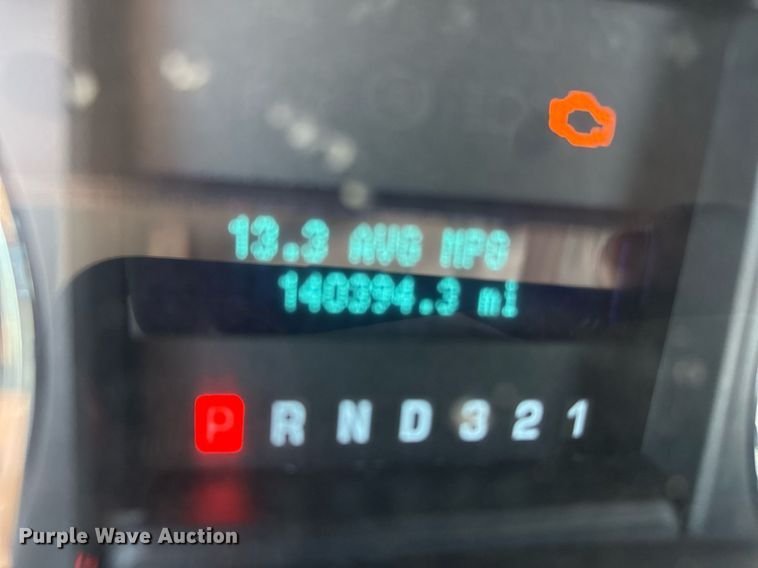 13.3 AVG MPG
140394.3 mi
P R N D 3 2 1
Purple Wave Auction